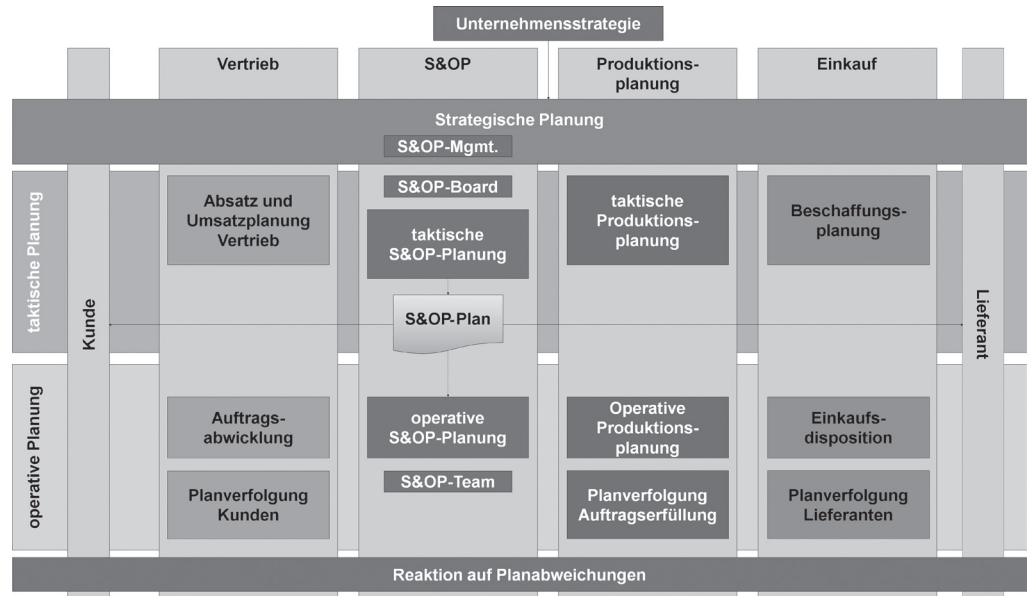 Unternehmensstrategie
Vertrieb
S&OP
Produktions-
planung
Einkauf
Strategische Planung
S&OP-Mgmt.
taktische Planung
Kunde
Absatz und
Umsatzplanung
Vertrieb
S&OP-Board
taktische
S&OP-Planung
taktische
Produktions-
planung
Beschaffungs-
planung
Lieferant
S&OP-Plan
operative Planung
Auftrags-
abwicklung
operative
S&OP-Planung
Operative
Produktions-
planung
Einkaufs-
disposition
Planverfolgung
Kunden
S&OP-Team
Planverfolgung
Auftragserfüllung
Planverfolgung
Lieferanten
Reaktion auf Planabweichungen